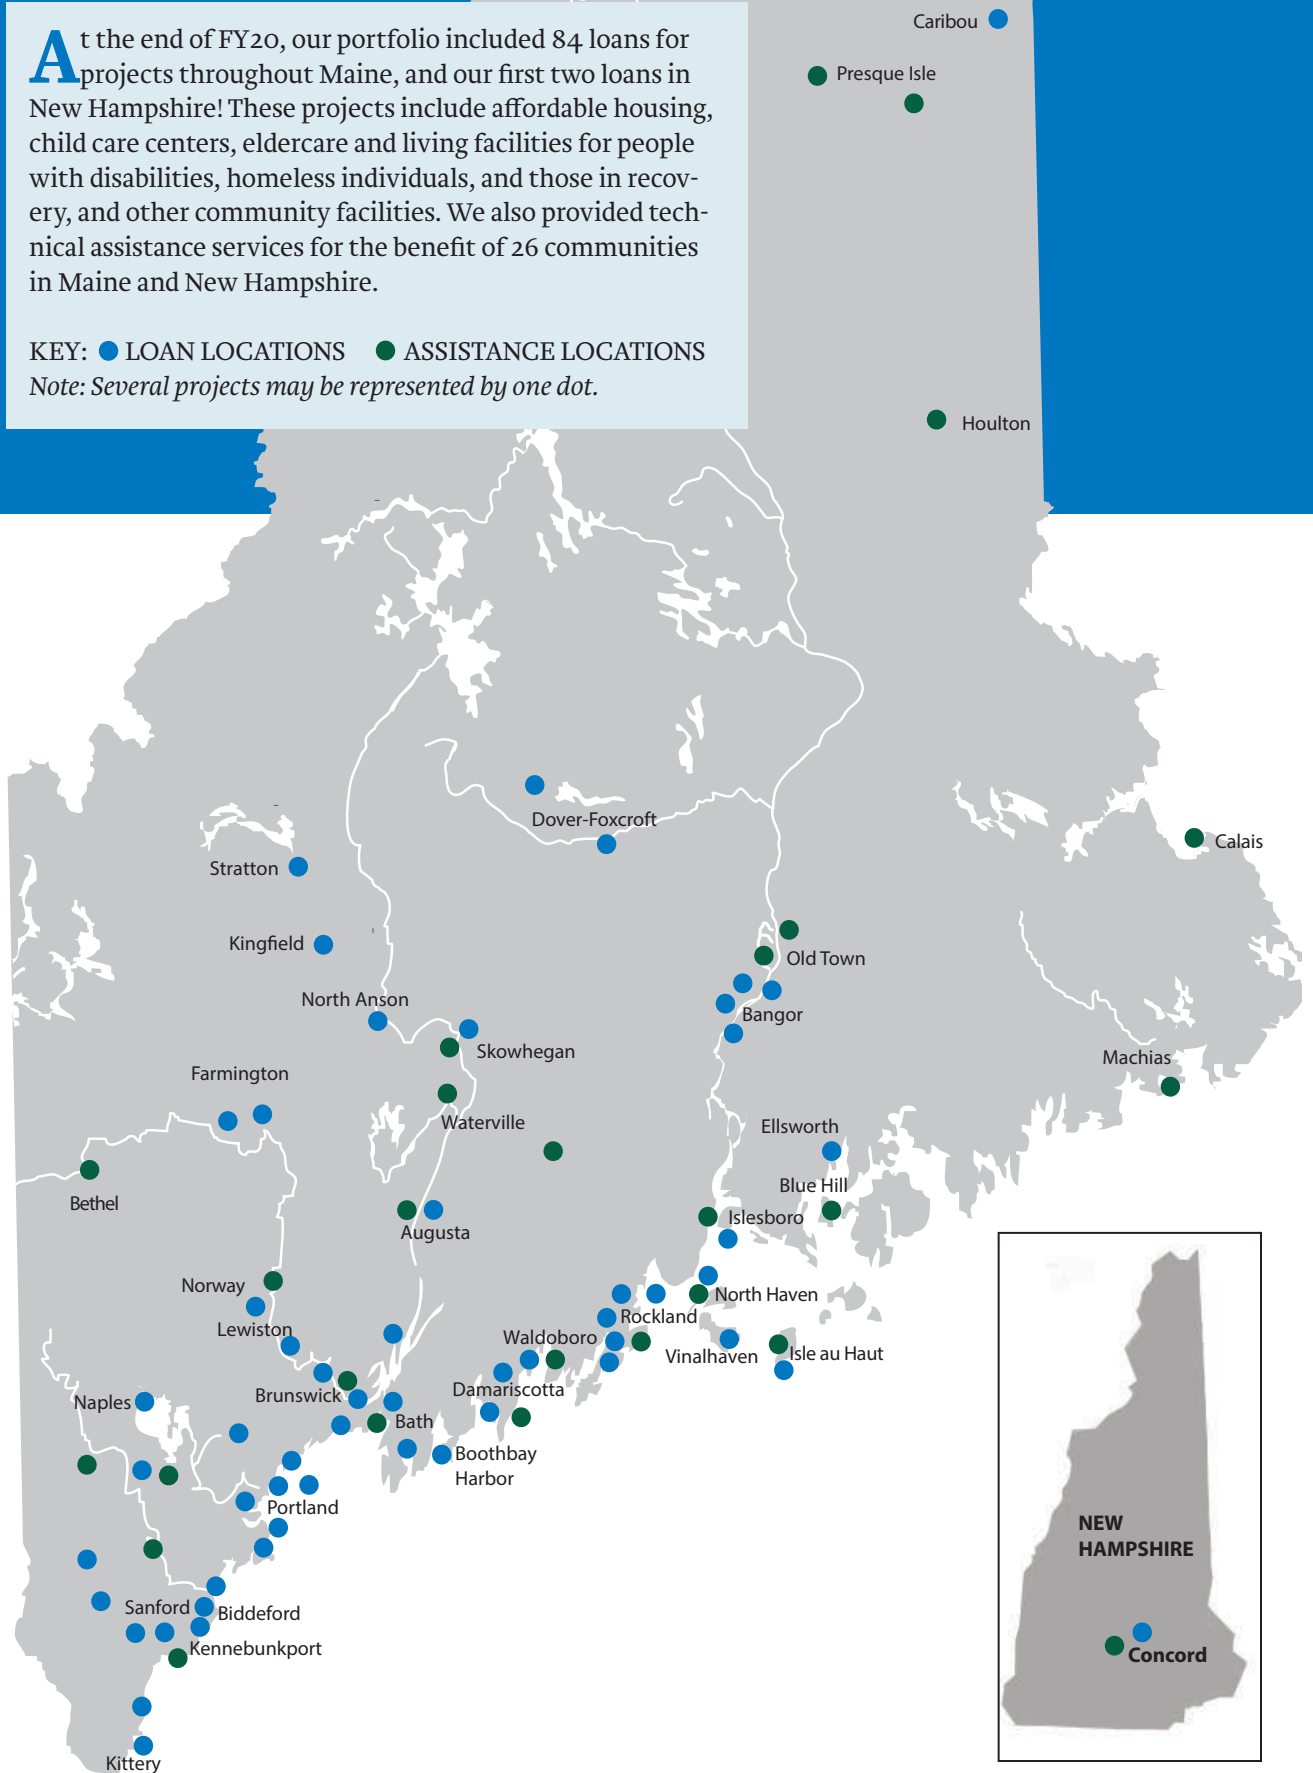 At the end of FY20, our portfolio included 84 loans for
projects throughout Maine, and our first two loans in
New Hampshire! These projects include affordable housing,
child care centers, eldercare and living facilities for people
with disabilities, homeless individuals, and those in recov-
ery, and other community facilities. We also provided tech-
nical assistance services for the benefit of 26 communities
in Maine and New Hampshire.
KEY: LOAN LOCATIONS ASSISTANCE LOCATIONS
Note: Several projects may be represented by one dot.
Caribou
Presque Isle
Houlton
Dover-Foxcroft
Calais
Stratton
Kingfield
Old Town
North Anson
Bangor
Skowhegan
Machias
Farmington
Waterville
Ellsworth
Blue Hill
Bethel
Islesboro
Augusta
Norway
North Haven
Rockland
Lewiston
Waldoboro
Vinalhaven
Isle au Haut
Damariscotta
Brunswick
Naples
Bath
Boothbay
Harbor
Portland
NEW
HAMPSHIRE
Sanford
Biddeford
Kennebunkport
Concord
Kittery